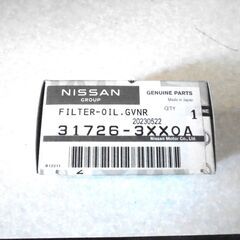 NISSAN
GROUP
GENUINE PARTS
Made in Japan
FILTER-OIL.GVNR
QTY
1
20230522
31726-3XX0A
Nissan Motor Co., Ltd.